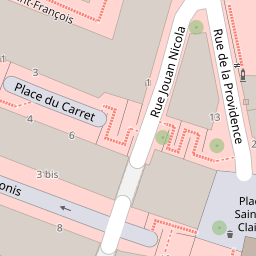 nt-François
Rue Jouan Nicola
Rue de la Providence
3
1
Place du Carret
4
6
13
3 bis
onis
8
Pla
Sain
Clai